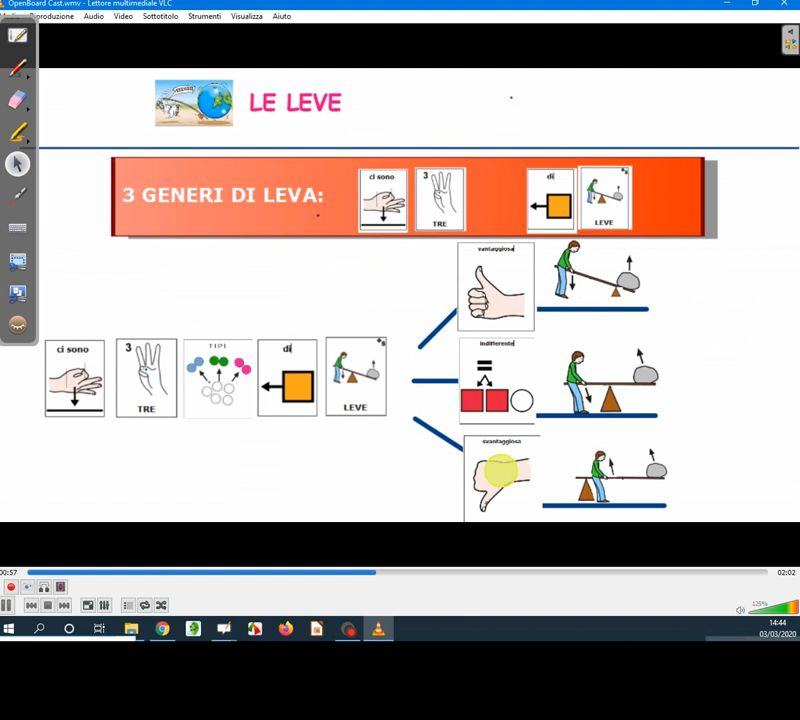 OpenBoard Cast.wmv - Lettore multimediale VLC
Riproduzione Audio Video Sottotitolo Strumenti Visualizza Aiuto
LE LEVE
3 GENERI DI LEVA:
ci sono
3
TRE
di
+s
LEVE
vantaggiosa
ci sono
3
TRE
TIPI
di
+s
LEVE
indifferente
=
svantaggiosa
00:57
02:02
125%
14:44
03/03/2020